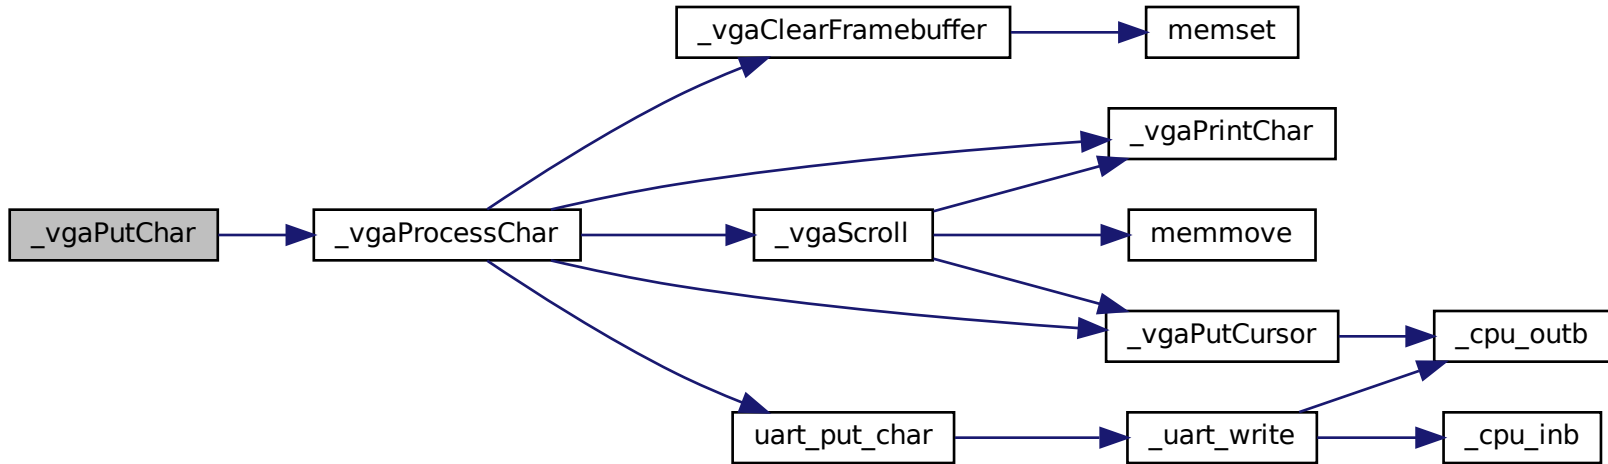 _vgaClearFramebuffer
memset
_vgaPrintChar
_vgaPutChar
_vgaProcessChar
_vgaScroll
memmove
_vgaPutCursor
_cpu_outb
uart_put_char
_uart_write
_cpu_inb